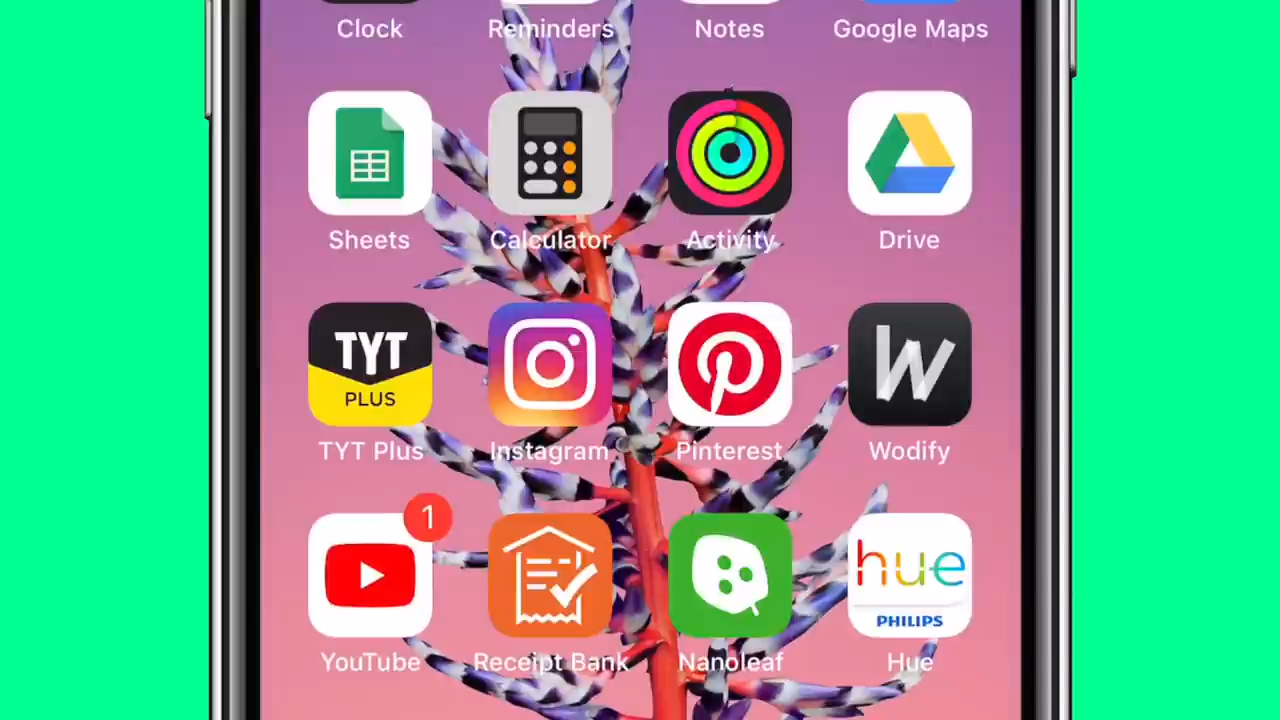 Clock Reminders Notes Google Maps
Sheets Calculator Activity Drive
TYT
PLUS
W
TYT Plus Instagram Pinterest Wodify
1
hue
PHILIPS
YouTube Receipt Bank Nanoleaf Hue